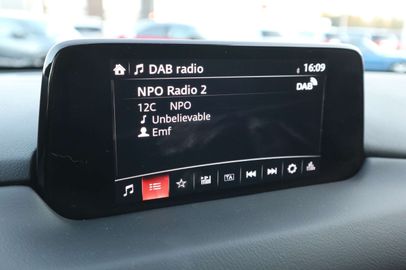 DAB radio 16:09
NPO Radio 2 DAB
12C NPO
Unbelievable
Emf
TA